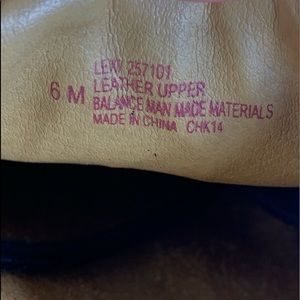 LEXI 257101
6 M LEATHER UPPER
BALANCE MAN MADE MATERIALS
MADE IN CHINA CHK14